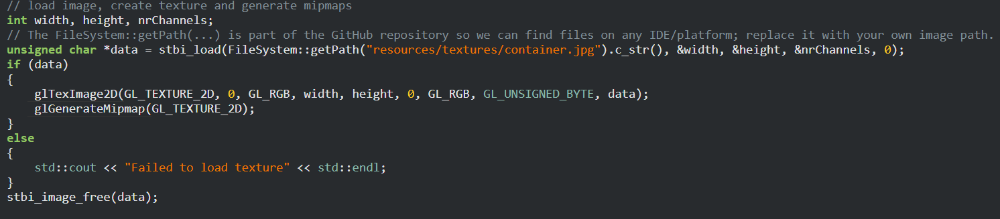 // load image, create texture and generate mipmaps
int width, height, nrChannels;
// The FileSystem::getPath(...) is part of the GitHub repository so we can find files on any IDE/platform; replace it with your own image path.
unsigned char *data = stbi_load(FileSystem::getPath("resources/textures/container.jpg").c_str(), &width, &height, &nrChannels, 0);
if (data)
{
    glTexImage2D(GL_TEXTURE_2D, 0, GL_RGB, width, height, 0, GL_RGB, GL_UNSIGNED_BYTE, data);
    glGenerateMipmap(GL_TEXTURE_2D);
}
else
{
    std::cout << "Failed to load texture" << std::endl;
}
stbi_image_free(data);